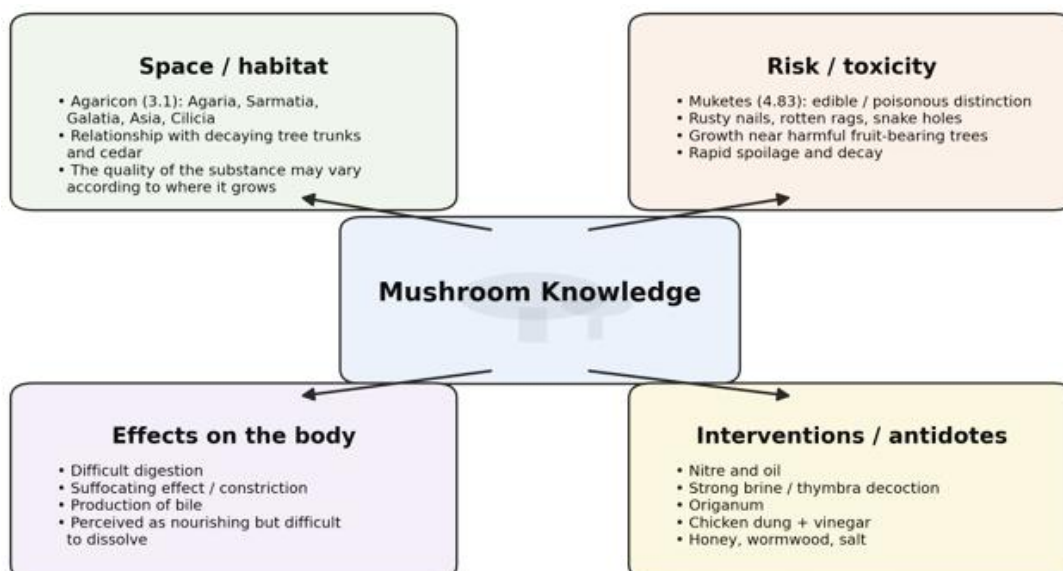 Space / habitat
• Agaricon (3.1): Agaria, Sarmatia,
Galatia, Asia, Cilicia
• Relationship with decaying tree trunks
and cedar
• The quality of the substance may vary
according to where it grows
Risk / toxicity
• Muketes (4.83): edible / poisonous distinction
• Rusty nails, rotten rags, snake holes
• Growth near harmful fruit-bearing trees
• Rapid spoilage and decay
Mushroom Knowledge
Effects on the body
• Difficult digestion
• Suffocating effect / constriction
• Production of bile
• Perceived as nourishing but difficult
to dissolve
Interventions / antidotes
• Nitre and oil
• Strong brine / thymbra decoction
• Origanum
• Chicken dung + vinegar
• Honey, wormwood, salt